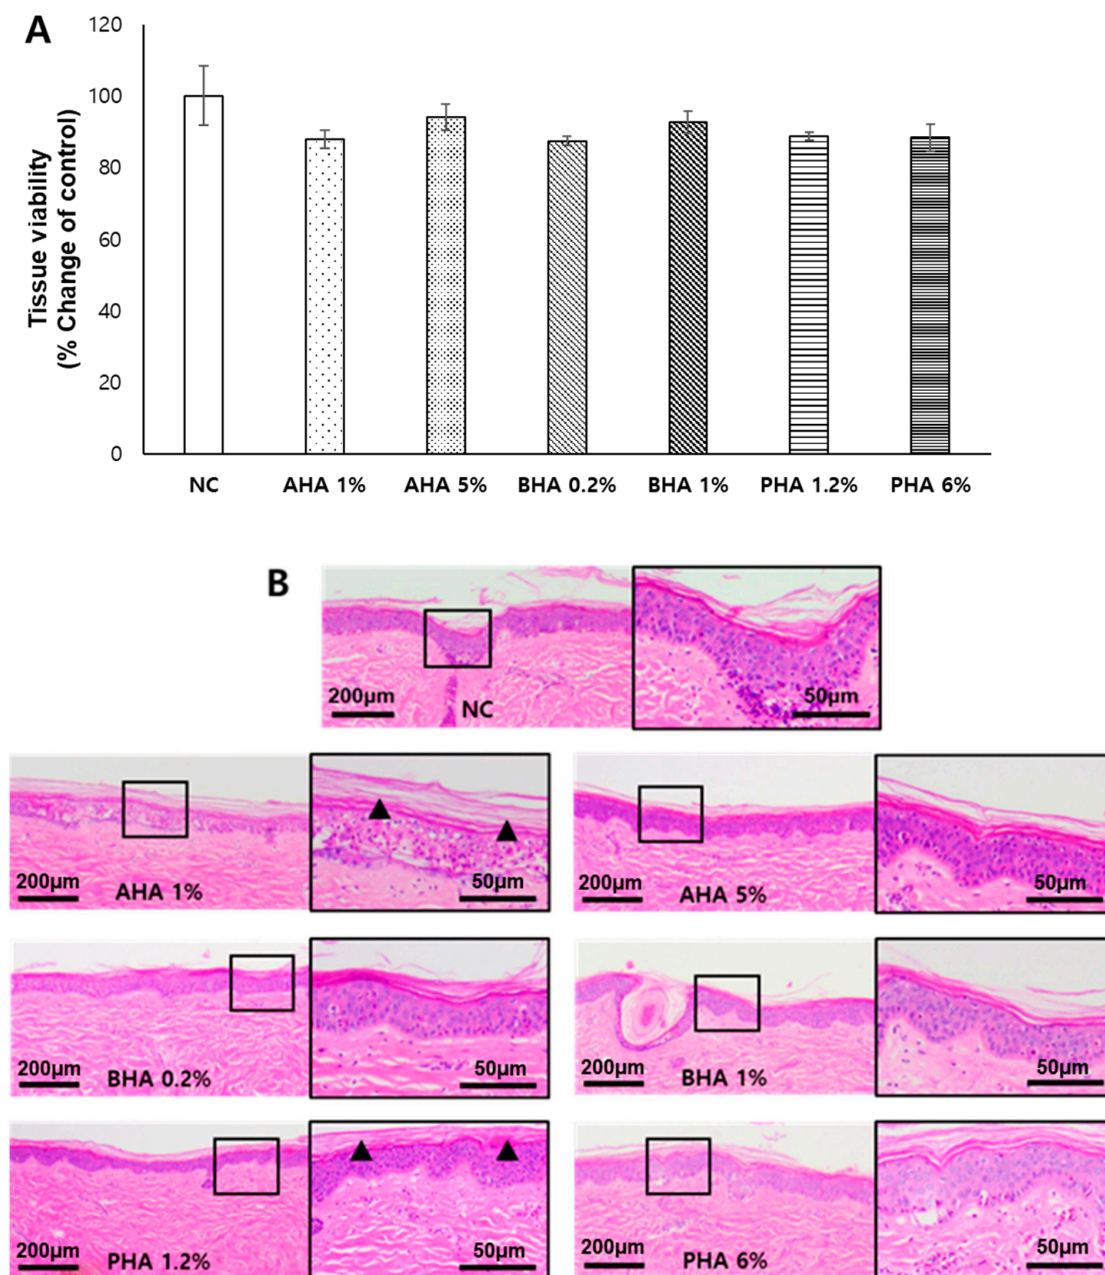 A
Tissue viability
(% Change of control)
120
100
80
60
40
20
0
NC AHA 1% AHA 5% BHA 0.2% BHA 1% PHA 1.2% PHA 6%
B
200μm NC 50μm
200μm AHA 1% 50μm
200μm AHA 5% 50μm
200μm BHA 0.2% 50μm
200μm BHA 1% 50μm
200μm PHA 1.2% 50μm
200μm PHA 6% 50μm